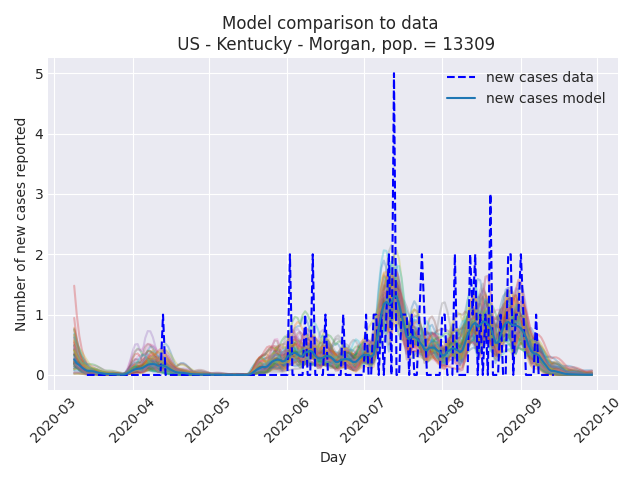 Model comparison to data
US - Kentucky - Morgan, pop. = 13309
new cases data
new cases model
Number of new cases reported
5
4
3
2
1
0
2020-03
2020-04
2020-05
2020-06
2020-07
2020-08
2020-09
2020-10
Day